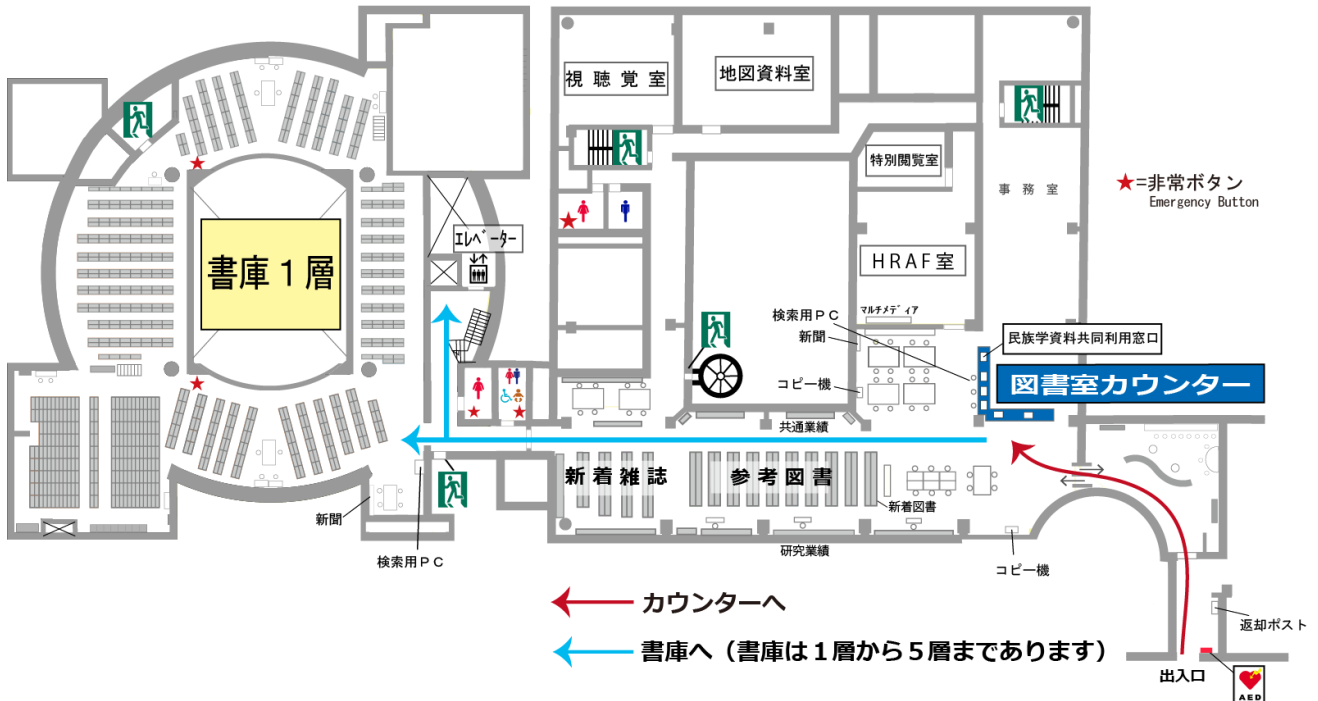 視聴覚室
地図資料室
特別閲覧室
事務室
★=非常ボタン
Emergency Button
エレベーター
書庫1層
HRAF室
マルチメディア
検索用PC
新聞
民族学資料共同利用窓口
コピー機
図書室カウンター
共通業績
新着雑誌
参考図書
新着図書
新聞
検索用PC
研究業績
コピー機
カウンターへ
返却ポスト
書庫へ(書庫は1層から5層まであります)
出入口
AED